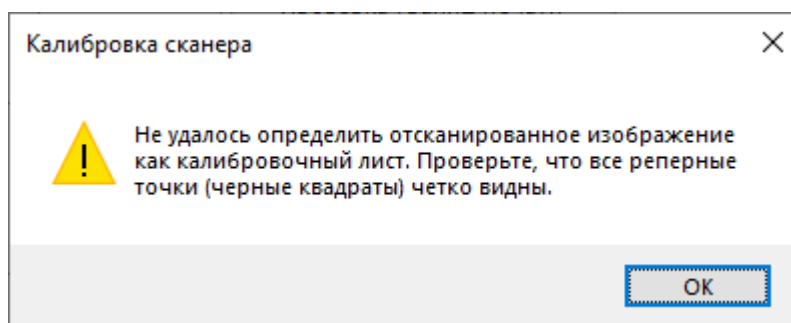 Калибровка сканера
Не удалось определить отсканированное изображение
как калибровочный лист. Проверьте, что все реперные
точки (черные квадраты) четко видны.
OK